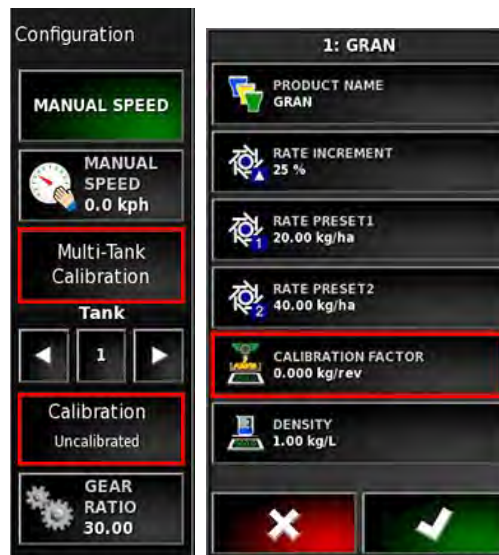 Configuration
MANUAL SPEED
MANUAL
SPEED
0.0 kph
Multi-Tank
Calibration
Tank
1
Calibration
Uncalibrated
GEAR
RATIO
30.00
1: GRAN
PRODUCT NAME
GRAN
RATE INCREMENT
25 %
RATE PRESET1
20.00 kg/ha
1
RATE PRESET2
40.00 kg/ha
2
CALIBRATION FACTOR
0.000 kg/rev
DENSITY
1.00 kg/L